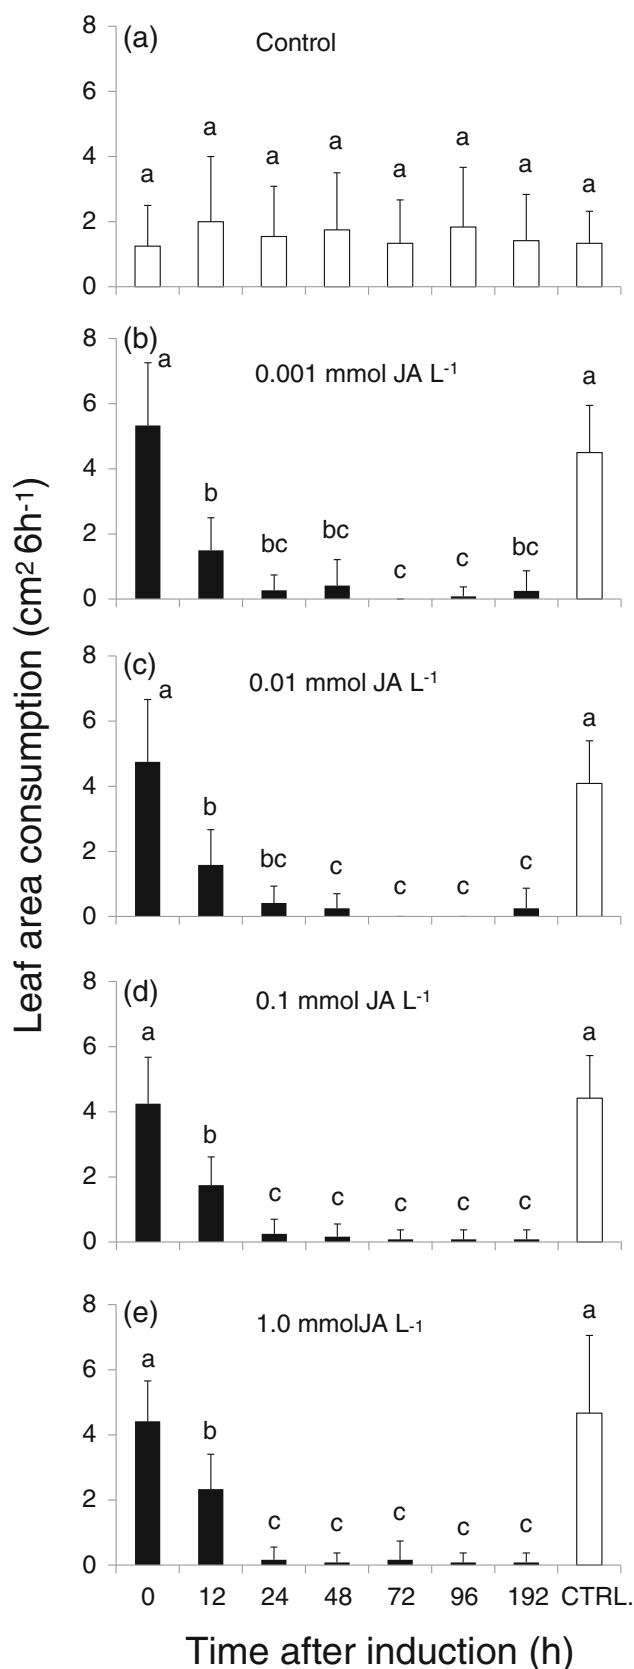 Leaf area consumption (cm² 6h⁻¹)
(a) Control
8
6
4
2
0
a a a a a a a a
(b) 0.001 mmol JA L⁻¹
8
6
4
2
0
a b bc bc c c bc a
(c) 0.01 mmol JA L⁻¹
8
6
4
2
0
a b bc c c c c a
(d) 0.1 mmol JA L⁻¹
8
6
4
2
0
a b c c c c c a
(e) 1.0 mmolJA L⁻¹
8
6
4
2
0
a b c c c c c a
0 12 24 48 72 96 192 CTRL.
Time after induction (h)